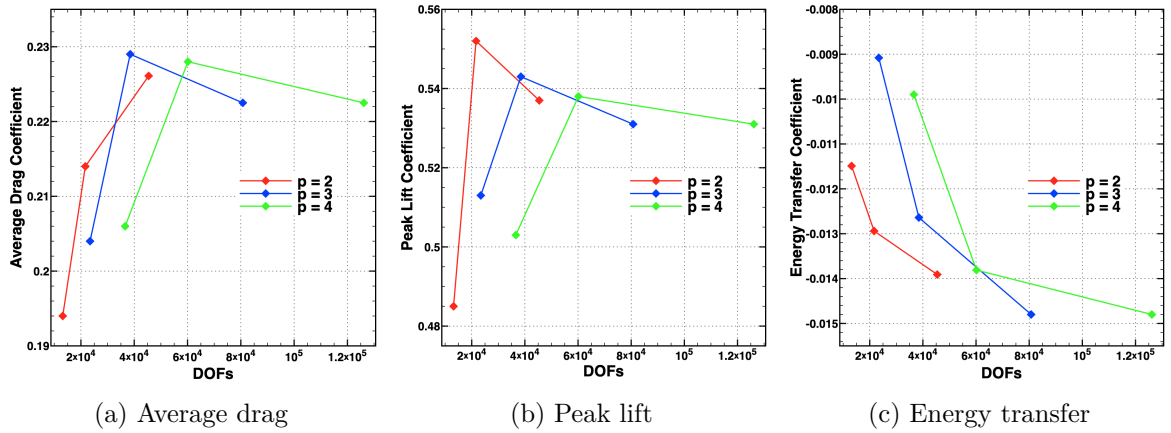 0.23
0.22
0.21
0.2
0.19
Average Drag Coefficient
p = 2
p = 3
p = 4
2×10⁴ 4×10⁴ 6×10⁴ 8×10⁴ 10⁵ 1.2×10⁵
DOFs
(a) Average drag
0.56
0.54
0.52
0.5
0.48
Peak Lift Coefficient
p = 2
p = 3
p = 4
2×10⁴ 4×10⁴ 6×10⁴ 8×10⁴ 10⁵ 1.2×10⁵
DOFs
(b) Peak lift
-0.008
-0.009
-0.01
-0.011
-0.012
-0.013
-0.014
-0.015
Energy Transfer Coefficient
p = 2
p = 3
p = 4
2×10⁴ 4×10⁴ 6×10⁴ 8×10⁴ 10⁵ 1.2×10⁵
DOFs
(c) Energy transfer